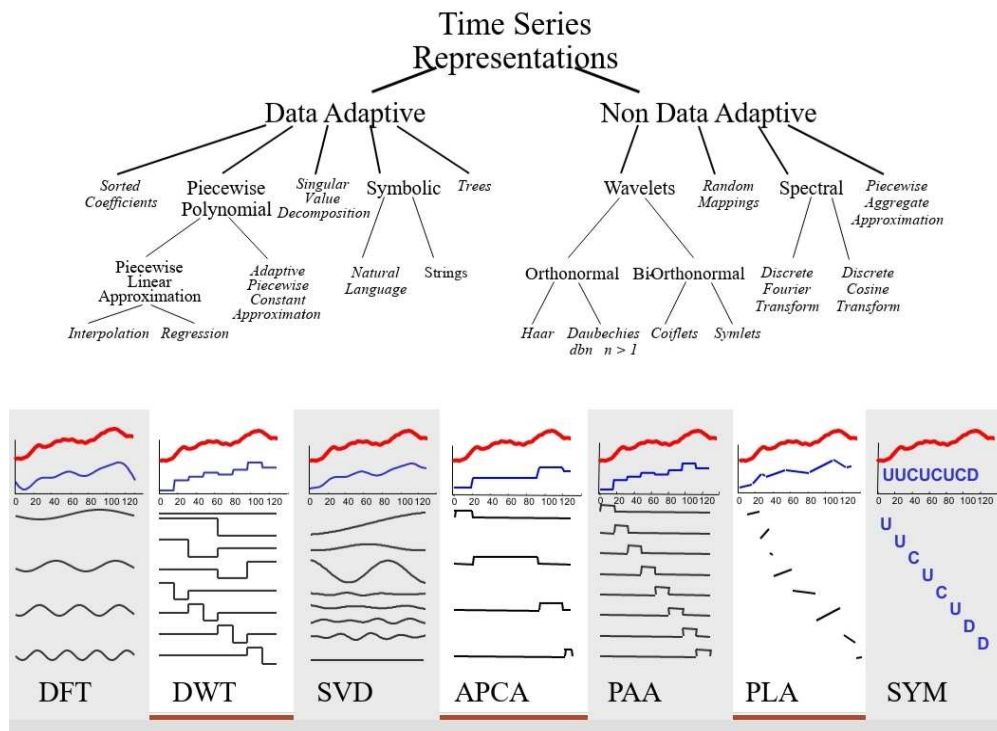 Time Series
Representations
Data Adaptive
Non Data Adaptive
Sorted
Coefficients
Piecewise
Polynomial
Singular
Value
Decomposition
Symbolic
Trees
Wavelets
Random
Mappings
Spectral
Piecewise
Aggregate
Approximation
Piecewise
Linear
Approximation
Adaptive
Piecewise
Constant
Approximaton
Natural
Language
Strings
Orthonormal
Bi-Orthonormal
Discrete
Fourier
Transform
Discrete
Cosine
Transform
Interpolation
Regression
Haar
Daubechies
dbn n > 1
Coiflets
Symlets
0 20 40 60 80 100 120
0 20 40 60 80 100 120
0 20 40 60 80 100 120
0 20 40 60 80 100 120
0 20 40 60 80 100 120
0 20 40 60 80 100 120
UUCUCUCD
0 20 40 60 80 100 120
U
U
C
U
C
U
D
D
DFT
DWT
SVD
APCA
PAA
PLA
SYM